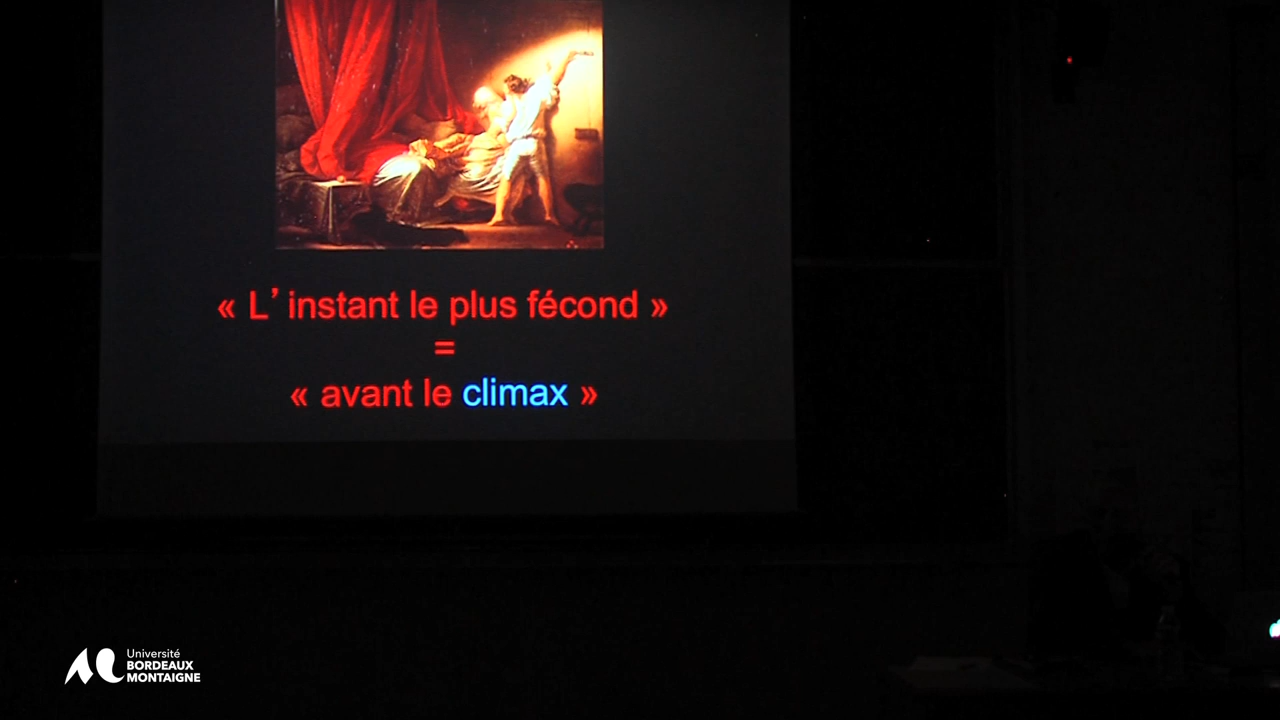 « L’ instant le plus fécond »
=
« avant le climax »
Université
BORDEAUX
MONTAIGNE